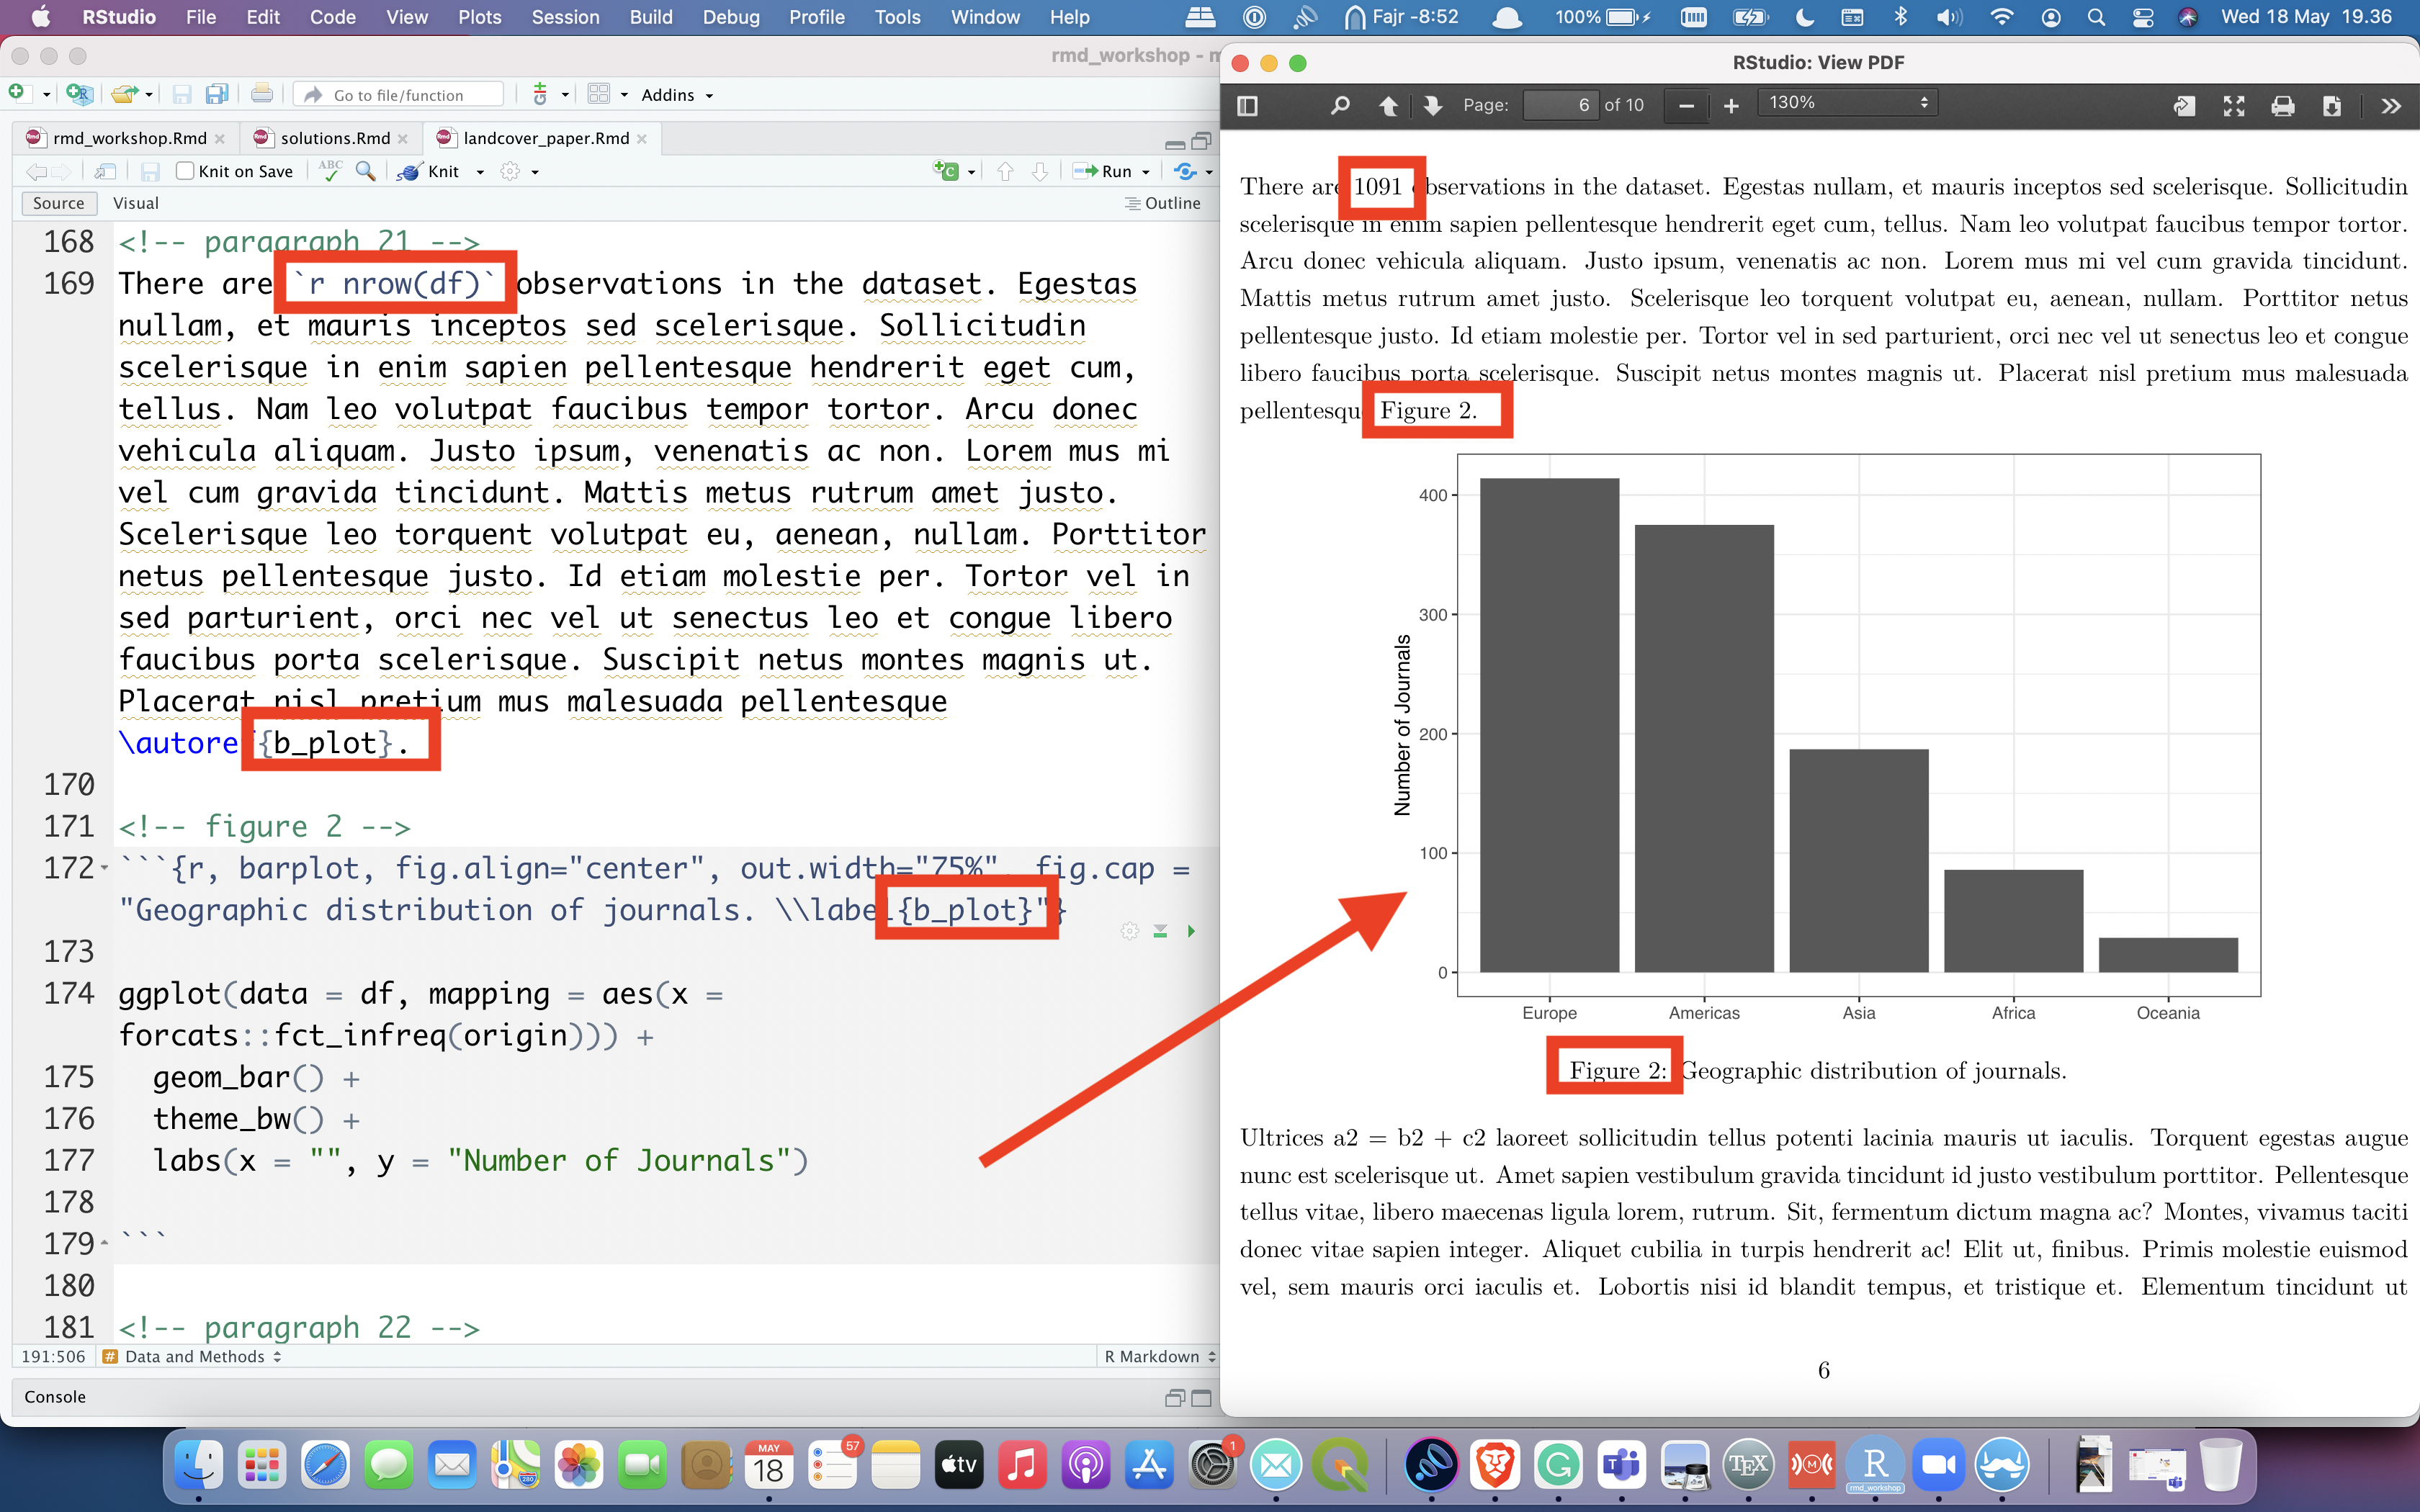 RStudio File Edit Code View Plots Session Build Debug Profile Tools Window Help Fajr -8:52 100% Wed 18 May 19.36
rmd_workshop -
Go to file/function Addins
rmd_workshop.Rmd solutions.Rmd landcover_paper.Rmd
Knit on Save ABC Knit Run
Source Visual Outline
168 <!-- paragraph 21 -->
169 There are `r nrow(df)` observations in the dataset. Egestas
nullam, et mauris inceptos sed scelerisque. Sollicitudin
scelerisque in enim sapien pellentesque hendrerit eget cum,
tellus. Nam leo volutpat faucibus tempor tortor. Arcu donec
vehicula aliquam. Justo ipsum, venenatis ac non. Lorem mus mi
vel cum gravida tincidunt. Mattis metus rutrum amet justo.
Scelerisque leo torquent volutpat eu, aenean, nullam. Porttitor
netus pellentesque justo. Id etiam molestie per. Tortor vel in
sed parturient, orci nec vel ut senectus leo et congue libero
faucibus porta scelerisque. Suscipit netus montes magnis ut.
Placerat nisl pretium mus malesuada pellentesque
\autore {b_plot}.
170
171 <!-- figure 2 -->
172 ```{r, barplot, fig.align="center", out.width="75%", fig.cap =
"Geographic distribution of journals. \\label{b_plot}"}
173
174 ggplot(data = df, mapping = aes(x =
forcats::fct_infreq(origin))) +
175 geom_bar() +
176 theme_bw() +
177 labs(x = "", y = "Number of Journals")
178
179 ```
180
181 <!-- paragraph 22 -->
191:506 # Data and Methods R Markdown
Console
RStudio: View PDF
Page: 6 of 10 130%
There are 1091 observations in the dataset. Egestas nullam, et mauris inceptos sed scelerisque. Sollicitudin
scelerisque in enim sapien pellentesque hendrerit eget cum, tellus. Nam leo volutpat faucibus tempor tortor.
Arcu donec vehicula aliquam. Justo ipsum, venenatis ac non. Lorem mus mi vel cum gravida tincidunt.
Mattis metus rutrum amet justo. Scelerisque leo torquent volutpat eu, aenean, nullam. Porttitor netus
pellentesque justo. Id etiam molestie per. Tortor vel in sed parturient, orci nec vel ut senectus leo et congue
libero faucibus porta scelerisque. Suscipit netus montes magnis ut. Placerat nisl pretium mus malesuada
pellentesqu Figure 2.
Number of Journals
400
300
200
100
0
Europe Americas Asia Africa Oceania
Figure 2: Geographic distribution of journals.
Ultrices a2 = b2 + c2 laoreet sollicitudin tellus potenti lacinia mauris ut iaculis. Torquent egestas augue
nunc est scelerisque ut. Amet sapien vestibulum gravida tincidunt id justo vestibulum porttitor. Pellentesque
tellus vitae, libero maecenas ligula lorem, rutrum. Sit, fermentum dictum magna ac? Montes, vivamus taciti
donec vitae sapien integer. Aliquet cubilia in turpis hendrerit ac! Elit ut, finibus. Primis molestie euismod
vel, sem mauris orci iaculis et. Lobortis nisi id blandit tempus, et tristique et. Elementum tincidunt ut
6
280 MAY 18 57 tv 1 TEX R rmd_workshop